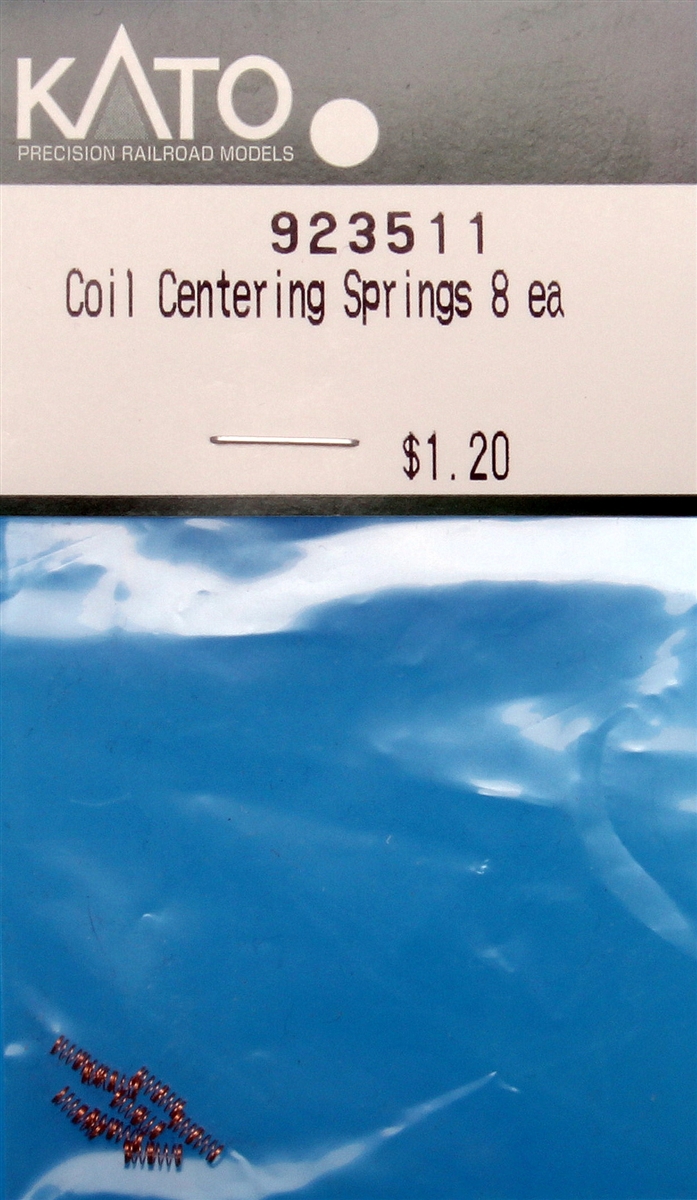 KATO
PRECISION RAILROAD MODELS
923511
Coil Centering Springs 8 ea
$1.20